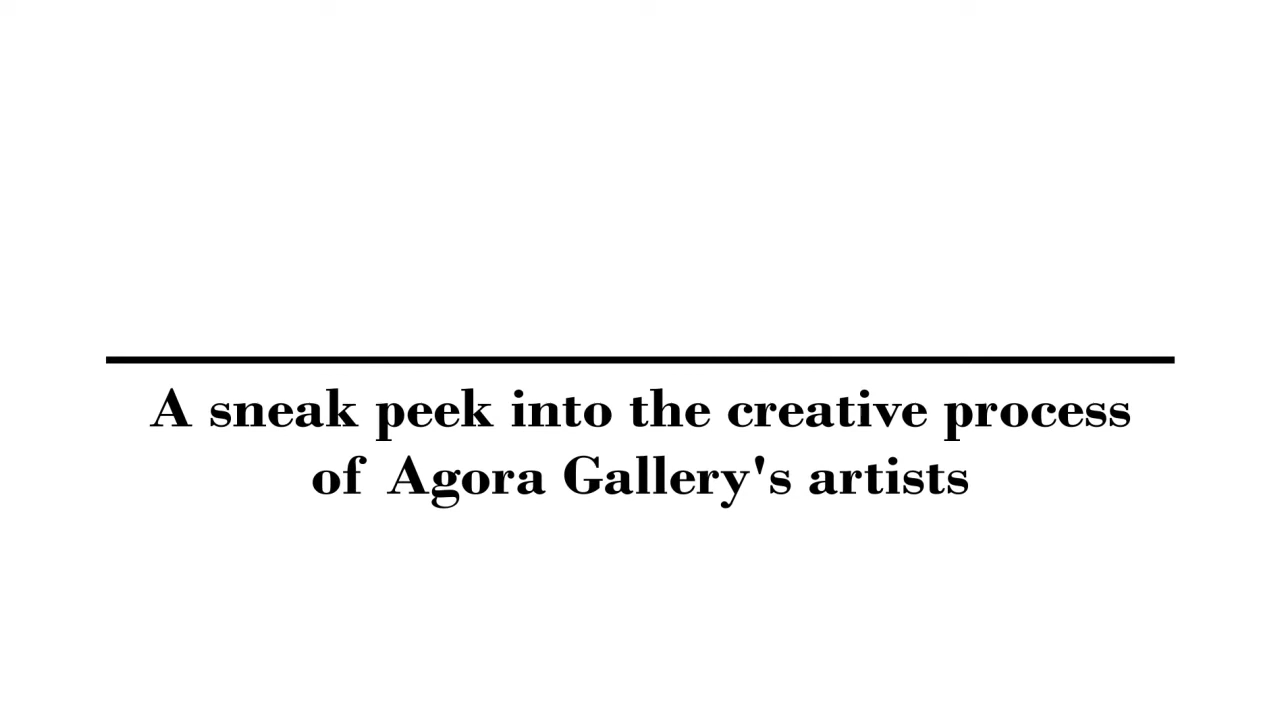 A sneak peek into the creative process
of Agora Gallery's artists